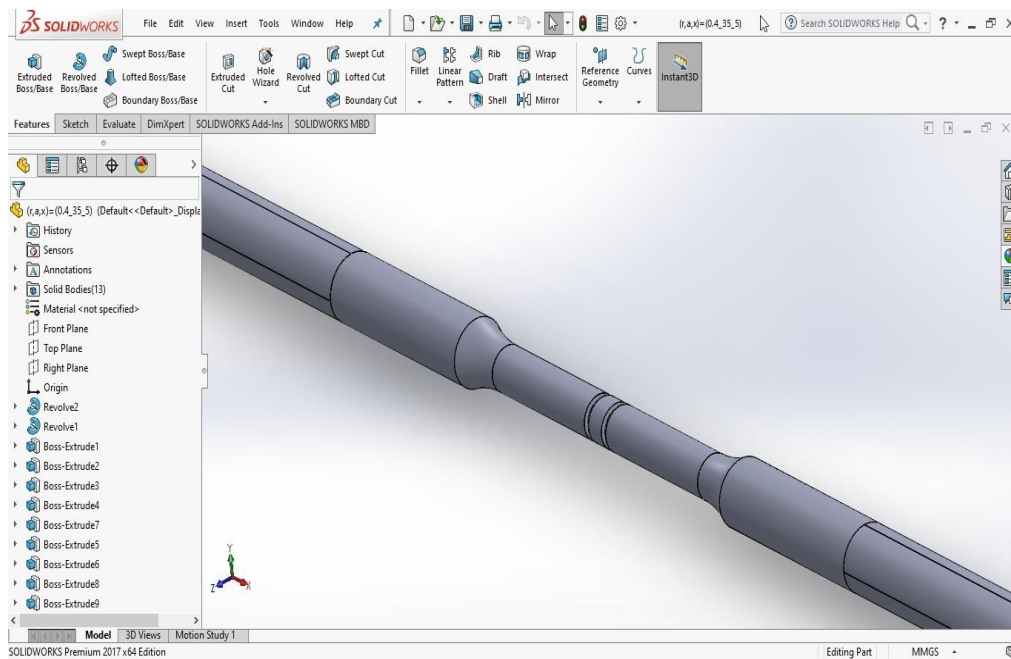 SOLIDWORKS File Edit View Insert Tools Window Help (r,a,x)=(0.4_35_5) Search SOLIDWORKS Help
Extruded Boss/Base
Revolved Boss/Base
Swept Boss/Base
Lofted Boss/Base
Boundary Boss/Base
Extruded Cut
Hole Wizard
Revolved Cut
Swept Cut
Lofted Cut
Boundary Cut
Fillet
Linear Pattern
Rib
Draft
Shell
Wrap
Intersect
Mirror
Reference Geometry
Curves
Instant3D
Features Sketch Evaluate DimXpert SOLIDWORKS Add-Ins SOLIDWORKS MBD
(r,a,x)=(0.4_35_5) (Default<<Default>_Displa
History
Sensors
Annotations
Solid Bodies(13)
Material <not specified>
Front Plane
Top Plane
Right Plane
Origin
Revolve2
Revolve1
Boss-Extrude1
Boss-Extrude2
Boss-Extrude3
Boss-Extrude4
Boss-Extrude7
Boss-Extrude5
Boss-Extrude6
Boss-Extrude8
Boss-Extrude9
Y
Z X
Model 3D Views Motion Study 1
SOLIDWORKS Premium 2017 x64 Edition Editing Part MMGS